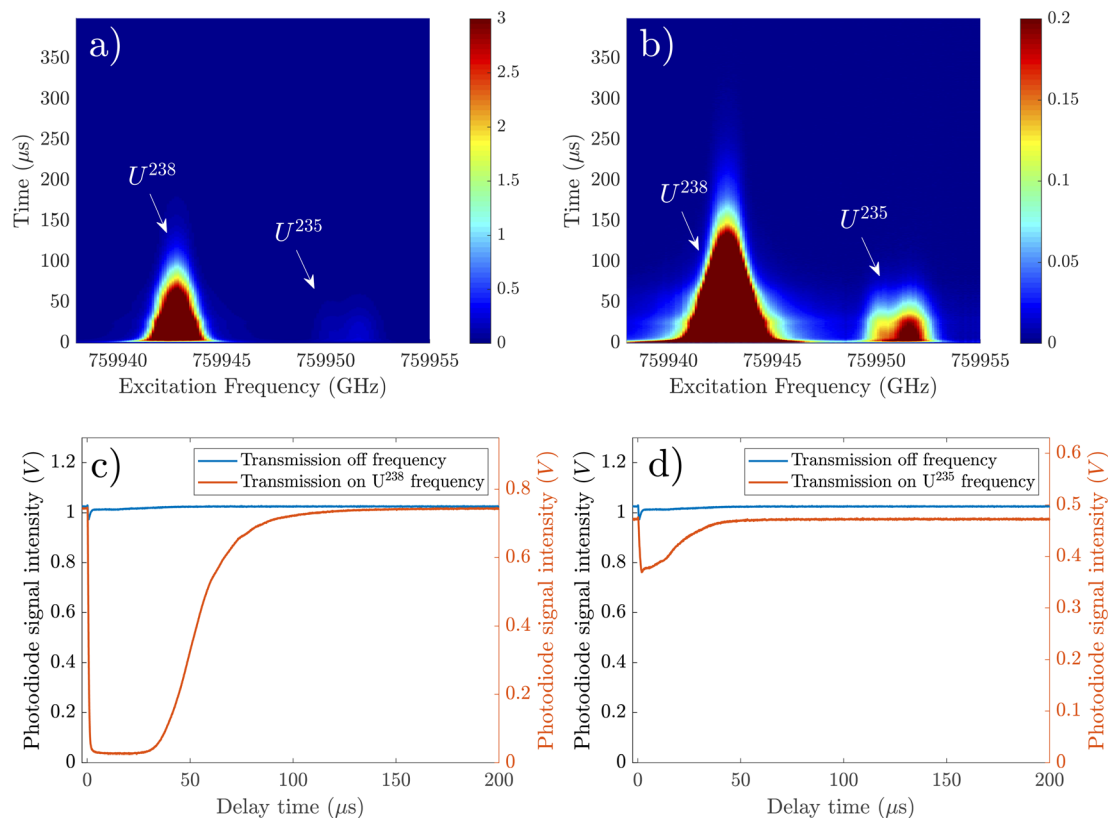 a)
U²³⁸
U²³⁵
350
300
250
200
150
100
50
0
Time (μs)
759940 759945 759950 759955
Excitation Frequency (GHz)
3
2.5
2
1.5
1
0.5
0
b)
U²³⁸
U²³⁵
350
300
250
200
150
100
50
0
Time (μs)
759940 759945 759950 759955
Excitation Frequency (GHz)
0.2
0.15
0.1
0.05
0
c)
Transmission off frequency
Transmission on U²³⁸ frequency
1.2
1
0.8
0.6
0.4
0.2
0
Photodiode signal intensity (V)
0.8
0.6
0.4
0.2
0
Photodiode signal intensity (V)
0 50 100 150 200
Delay time (μs)
d)
Transmission off frequency
Transmission on U²³⁵ frequency
1.2
1
0.8
0.6
0.4
0.2
0
Photodiode signal intensity (V)
0.6
0.5
0.4
0.3
0.2
0.1
0
Photodiode signal intensity (V)
0 50 100 150 200
Delay time (μs)